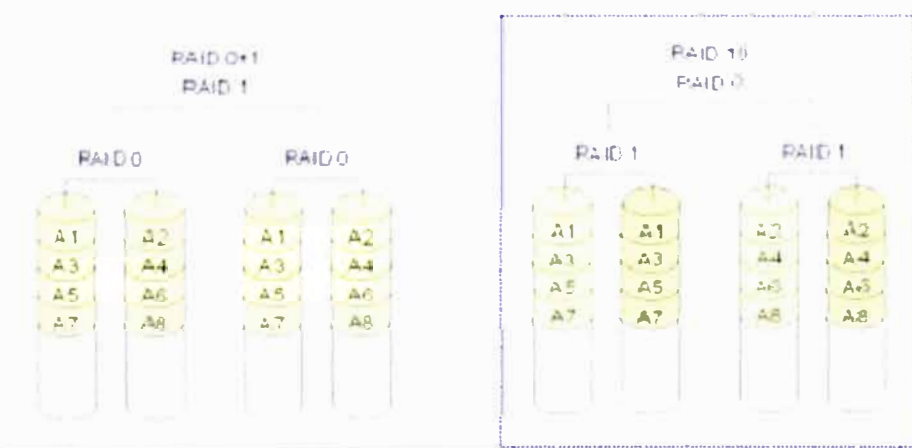 RAID 0+1
RAID 1
RAID 0 RAID 0
A1 A2 A1 A2
A3 A4 A3 A4
A5 A6 A5 A6
A7 A8 A7 A8
RAID 10
RAID 0
RAID 1 RAID 1
A1 A1 A2 A2
A3 A3 A4 A4
A5 A5 A6 A6
A7 A7 A8 A8